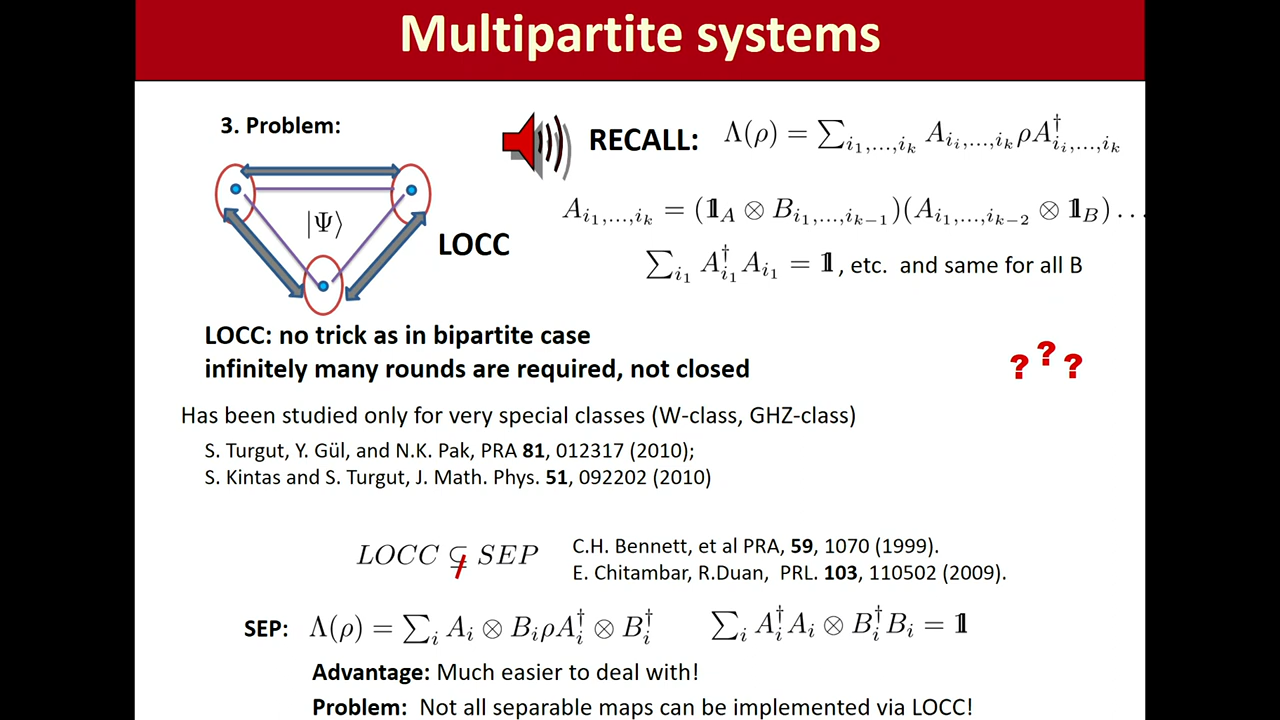 Multipartite systems
3. Problem:
RECALL: Λ(ρ) = ∑_{i_1,...,i_k} A_{i_i,...,i_k} ρ A^†_{i_i,...,i_k}
|Ψ⟩
A_{i_1,...,i_k} = (𝟙_A ⊗ B_{i_1,...,i_{k-1}})(A_{i_1,...,i_{k-2}} ⊗ 𝟙_B) ...
LOCC
∑_{i_1} A^†_{i_1} A_{i_1} = 𝟙, etc. and same for all B
LOCC: no trick as in bipartite case
infinitely many rounds are required, not closed
? ? ?
Has been studied only for very special classes (W-class, GHZ-class)
S. Turgut, Y. Gül, and N.K. Pak, PRA 81, 012317 (2010);
S. Kintas and S. Turgut, J. Math. Phys. 51, 092202 (2010)
LOCC ⊊ SEP
C.H. Bennett, et al PRA, 59, 1070 (1999).
E. Chitambar, R.Duan, PRL. 103, 110502 (2009).
SEP: Λ(ρ) = ∑_i A_i ⊗ B_i ρ A_i^† ⊗ B_i^† ∑_i A_i^† A_i ⊗ B_i^† B_i = 𝟙
Advantage: Much easier to deal with!
Problem: Not all separable maps can be implemented via LOCC!